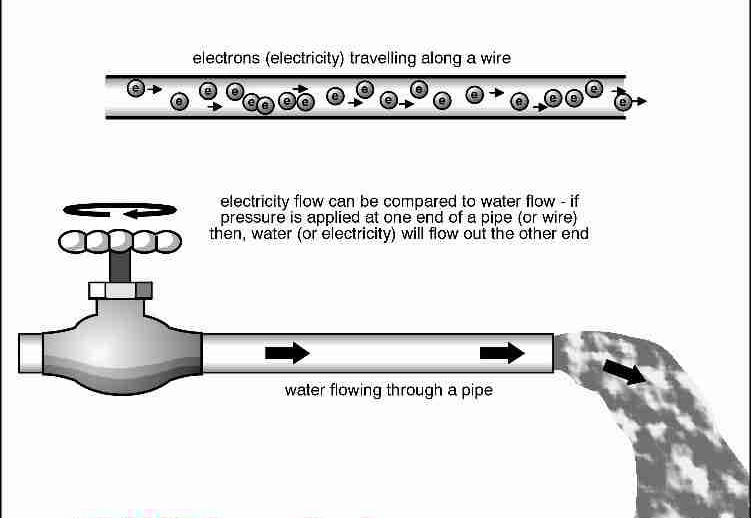 electrons (electricity) travelling along a wire
e e e e e e e e e e e e e e e e e e e
electricity flow can be compared to water flow - if
pressure is applied at one end of a pipe (or wire)
then, water (or electricity) will flow out the other end
water flowing through a pipe